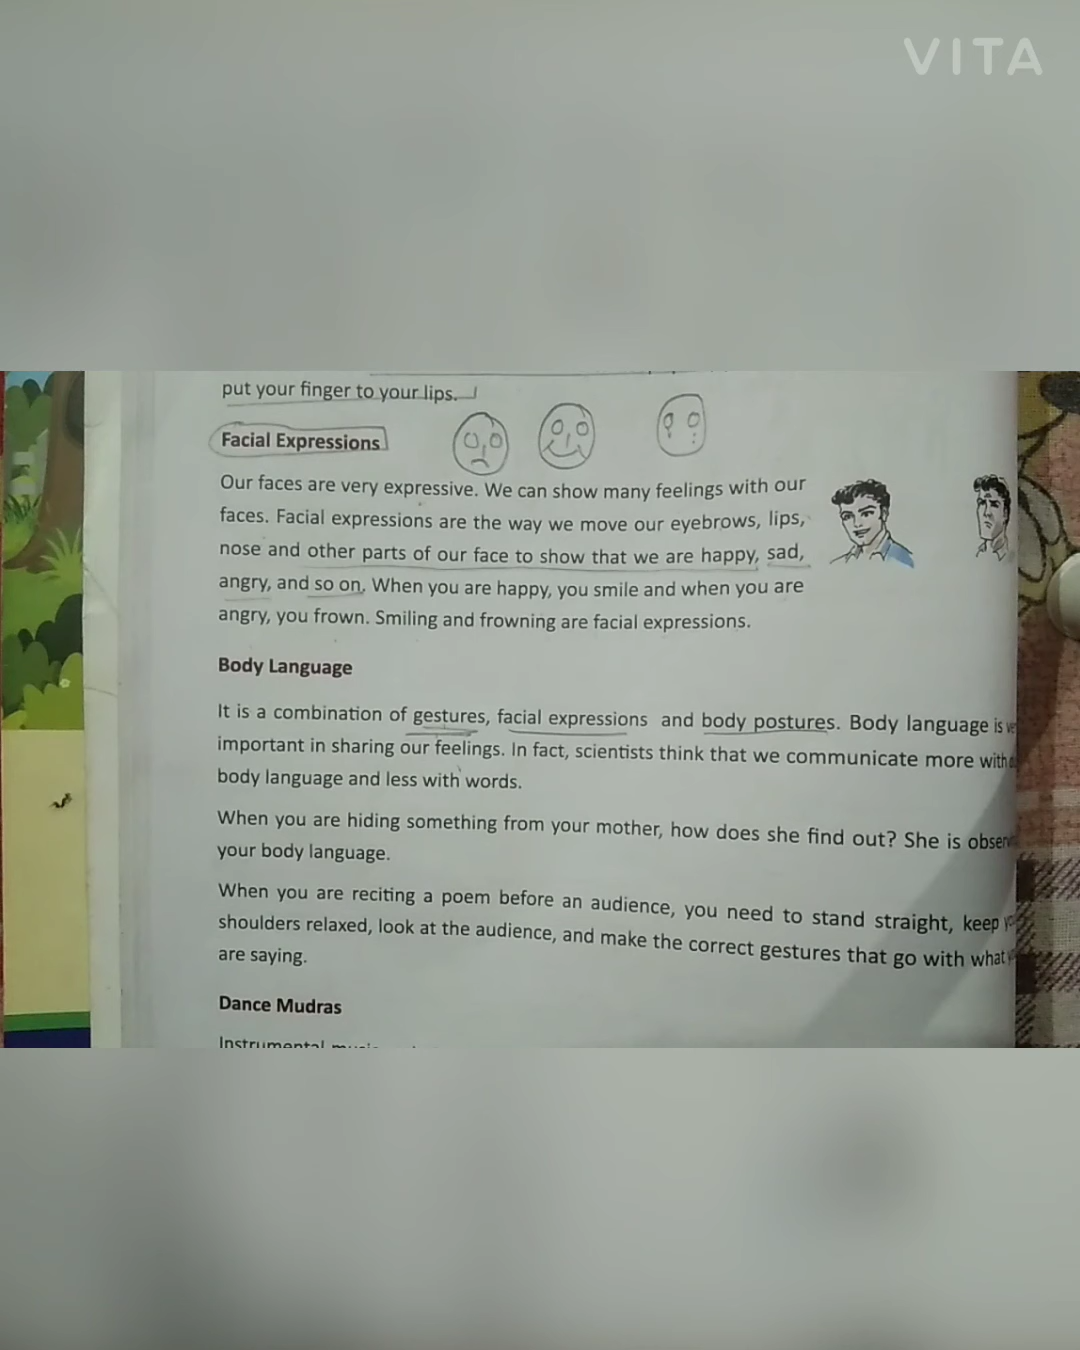 VITA
put your finger to your lips.
Facial Expressions
Our faces are very expressive. We can show many feelings with our
faces. Facial expressions are the way we move our eyebrows, lips,
nose and other parts of our face to show that we are happy, sad,
angry, and so on. When you are happy, you smile and when you are
angry, you frown. Smiling and frowning are facial expressions.
Body Language
It is a combination of gestures, facial expressions and body postures. Body language is
important in sharing our feelings. In fact, scientists think that we communicate more with
body language and less with words.
When you are hiding something from your mother, how does she find out? She is
your body language.
When you are reciting a poem before an audience, you need to stand straight, keep
shoulders relaxed, look at the audience, and make the correct gestures that go with what
are saying.
Dance Mudras
Instrumental